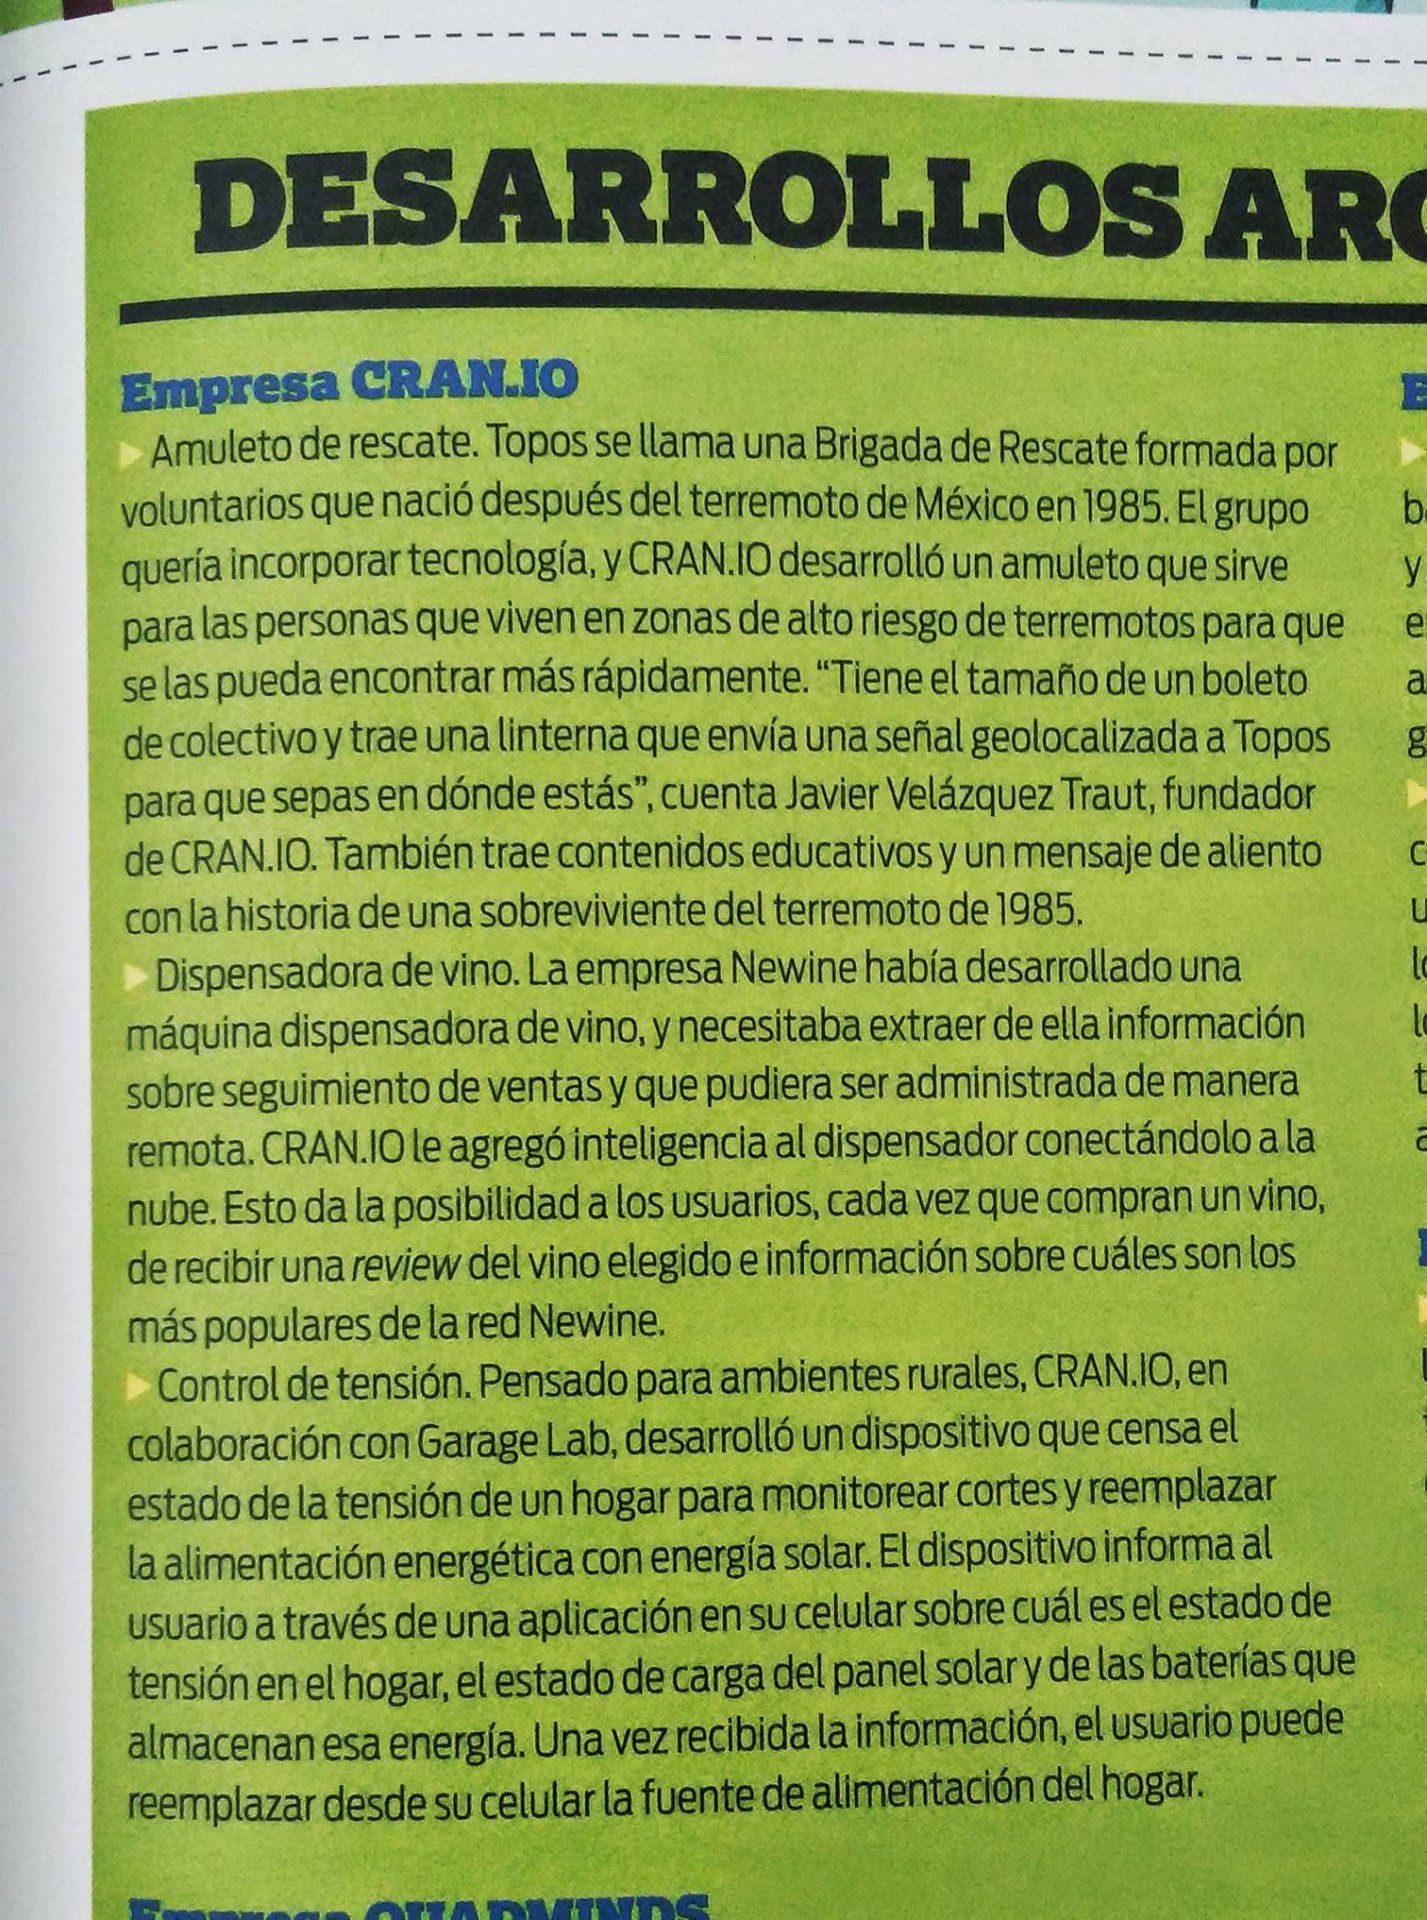 DESARROLLOS ARG
Empresa CRAN.IO
Amuleto de rescate. Topos se llama una Brigada de Rescate formada por
voluntarios que nació después del terremoto de México en 1985. El grupo
quería incorporar tecnología, y CRAN.IO desarrolló un amuleto que sirve
para las personas que viven en zonas de alto riesgo de terremotos para que
se las pueda encontrar más rápidamente. “Tiene el tamaño de un boleto
de colectivo y trae una linterna que envía una señal geolocalizada a Topos
para que sepas en dónde estás”, cuenta Javier Velázquez Traut, fundador
de CRAN.IO. También trae contenidos educativos y un mensaje de aliento
con la historia de una sobreviviente del terremoto de 1985.
Dispensadora de vino. La empresa Newine había desarrollado una
máquina dispensadora de vino, y necesitaba extraer de ella información
sobre seguimiento de ventas y que pudiera ser administrada de manera
remota. CRAN.IO le agregó inteligencia al dispensador conectándolo a la
nube. Esto da la posibilidad a los usuarios, cada vez que compran un vino,
de recibir una review del vino elegido e información sobre cuáles son los
más populares de la red Newine.
Control de tensión. Pensado para ambientes rurales, CRAN.IO, en
colaboración con Garage Lab, desarrolló un dispositivo que censa el
estado de la tensión de un hogar para monitorear cortes y reemplazar
la alimentación energética con energía solar. El dispositivo informa al
usuario a través de una aplicación en su celular sobre cuál es el estado de
tensión en el hogar, el estado de carga del panel solar y de las baterías que
almacenan esa energía. Una vez recibida la información, el usuario puede
reemplazar desde su celular la fuente de alimentación del hogar.
Empresa QUADMINDS